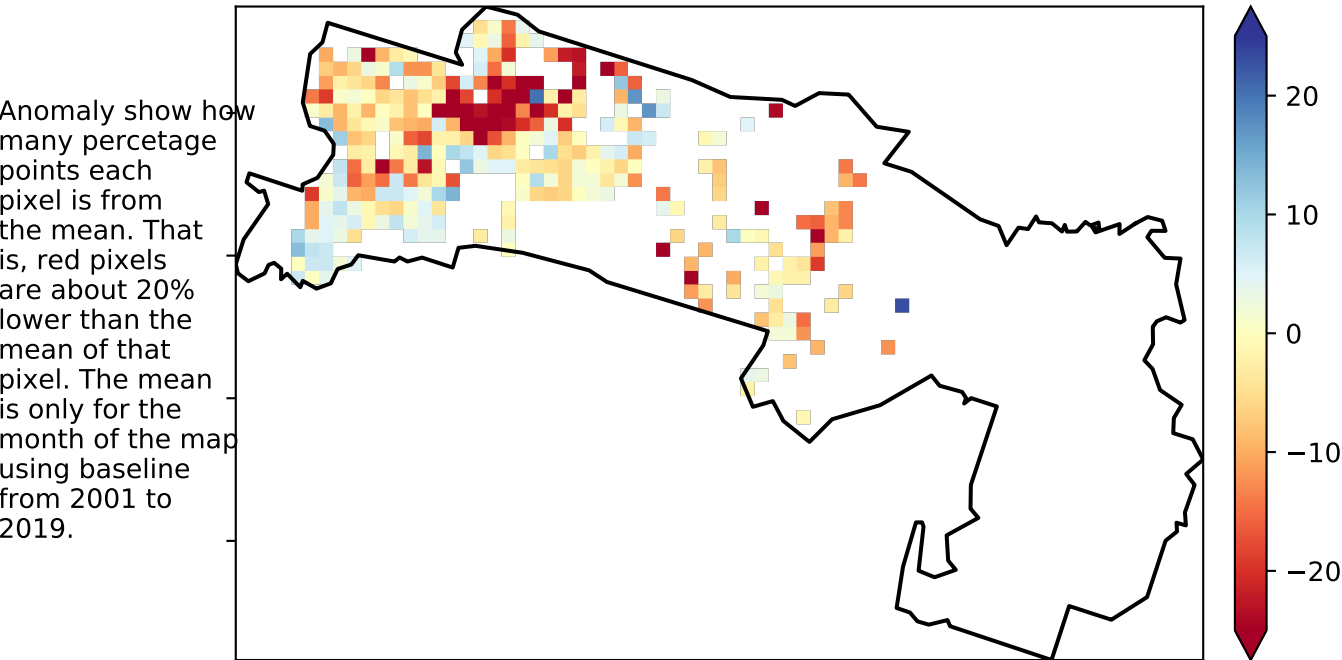 Anomaly show how
many percetage
points each
pixel is from
the mean. That
is, red pixels
are about 20%
lower than the
mean of that
pixel. The mean
is only for the
month of the map
using baseline
from 2001 to
2019.
20
10
0
−10
−20